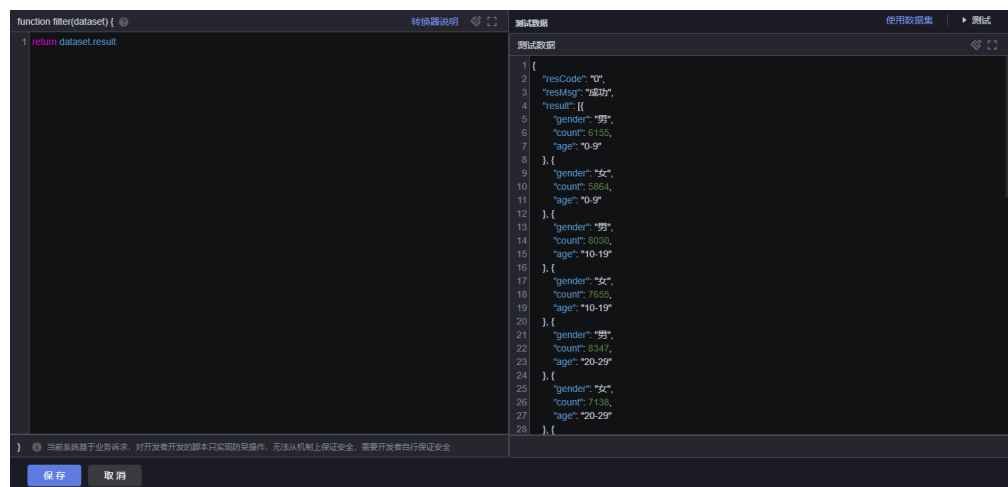 function filter(dataset) {
转换器说明
1 return dataset.result
} 当前系统基于业务诉求，对开发者开发的脚本只实现防呆操作，无法从机制上保证安全，需要开发者自行保证安全
保存
取消
测试数据
使用数据集
测试
测试数据
1 {
2 "resCode": "0",
3 "resMsg": "成功",
4 "result": [{
5 "gender": "男",
6 "count": 6155,
7 "age": "0-9"
8 }, {
9 "gender": "女",
10 "count": 5864,
11 "age": "0-9"
12 }, {
13 "gender": "男",
14 "count": 8030,
15 "age": "10-19"
16 }, {
17 "gender": "女",
18 "count": 7655,
19 "age": "10-19"
20 }, {
21 "gender": "男",
22 "count": 8347,
23 "age": "20-29"
24 }, {
25 "gender": "女",
26 "count": 7138,
27 "age": "20-29"
28 }, {